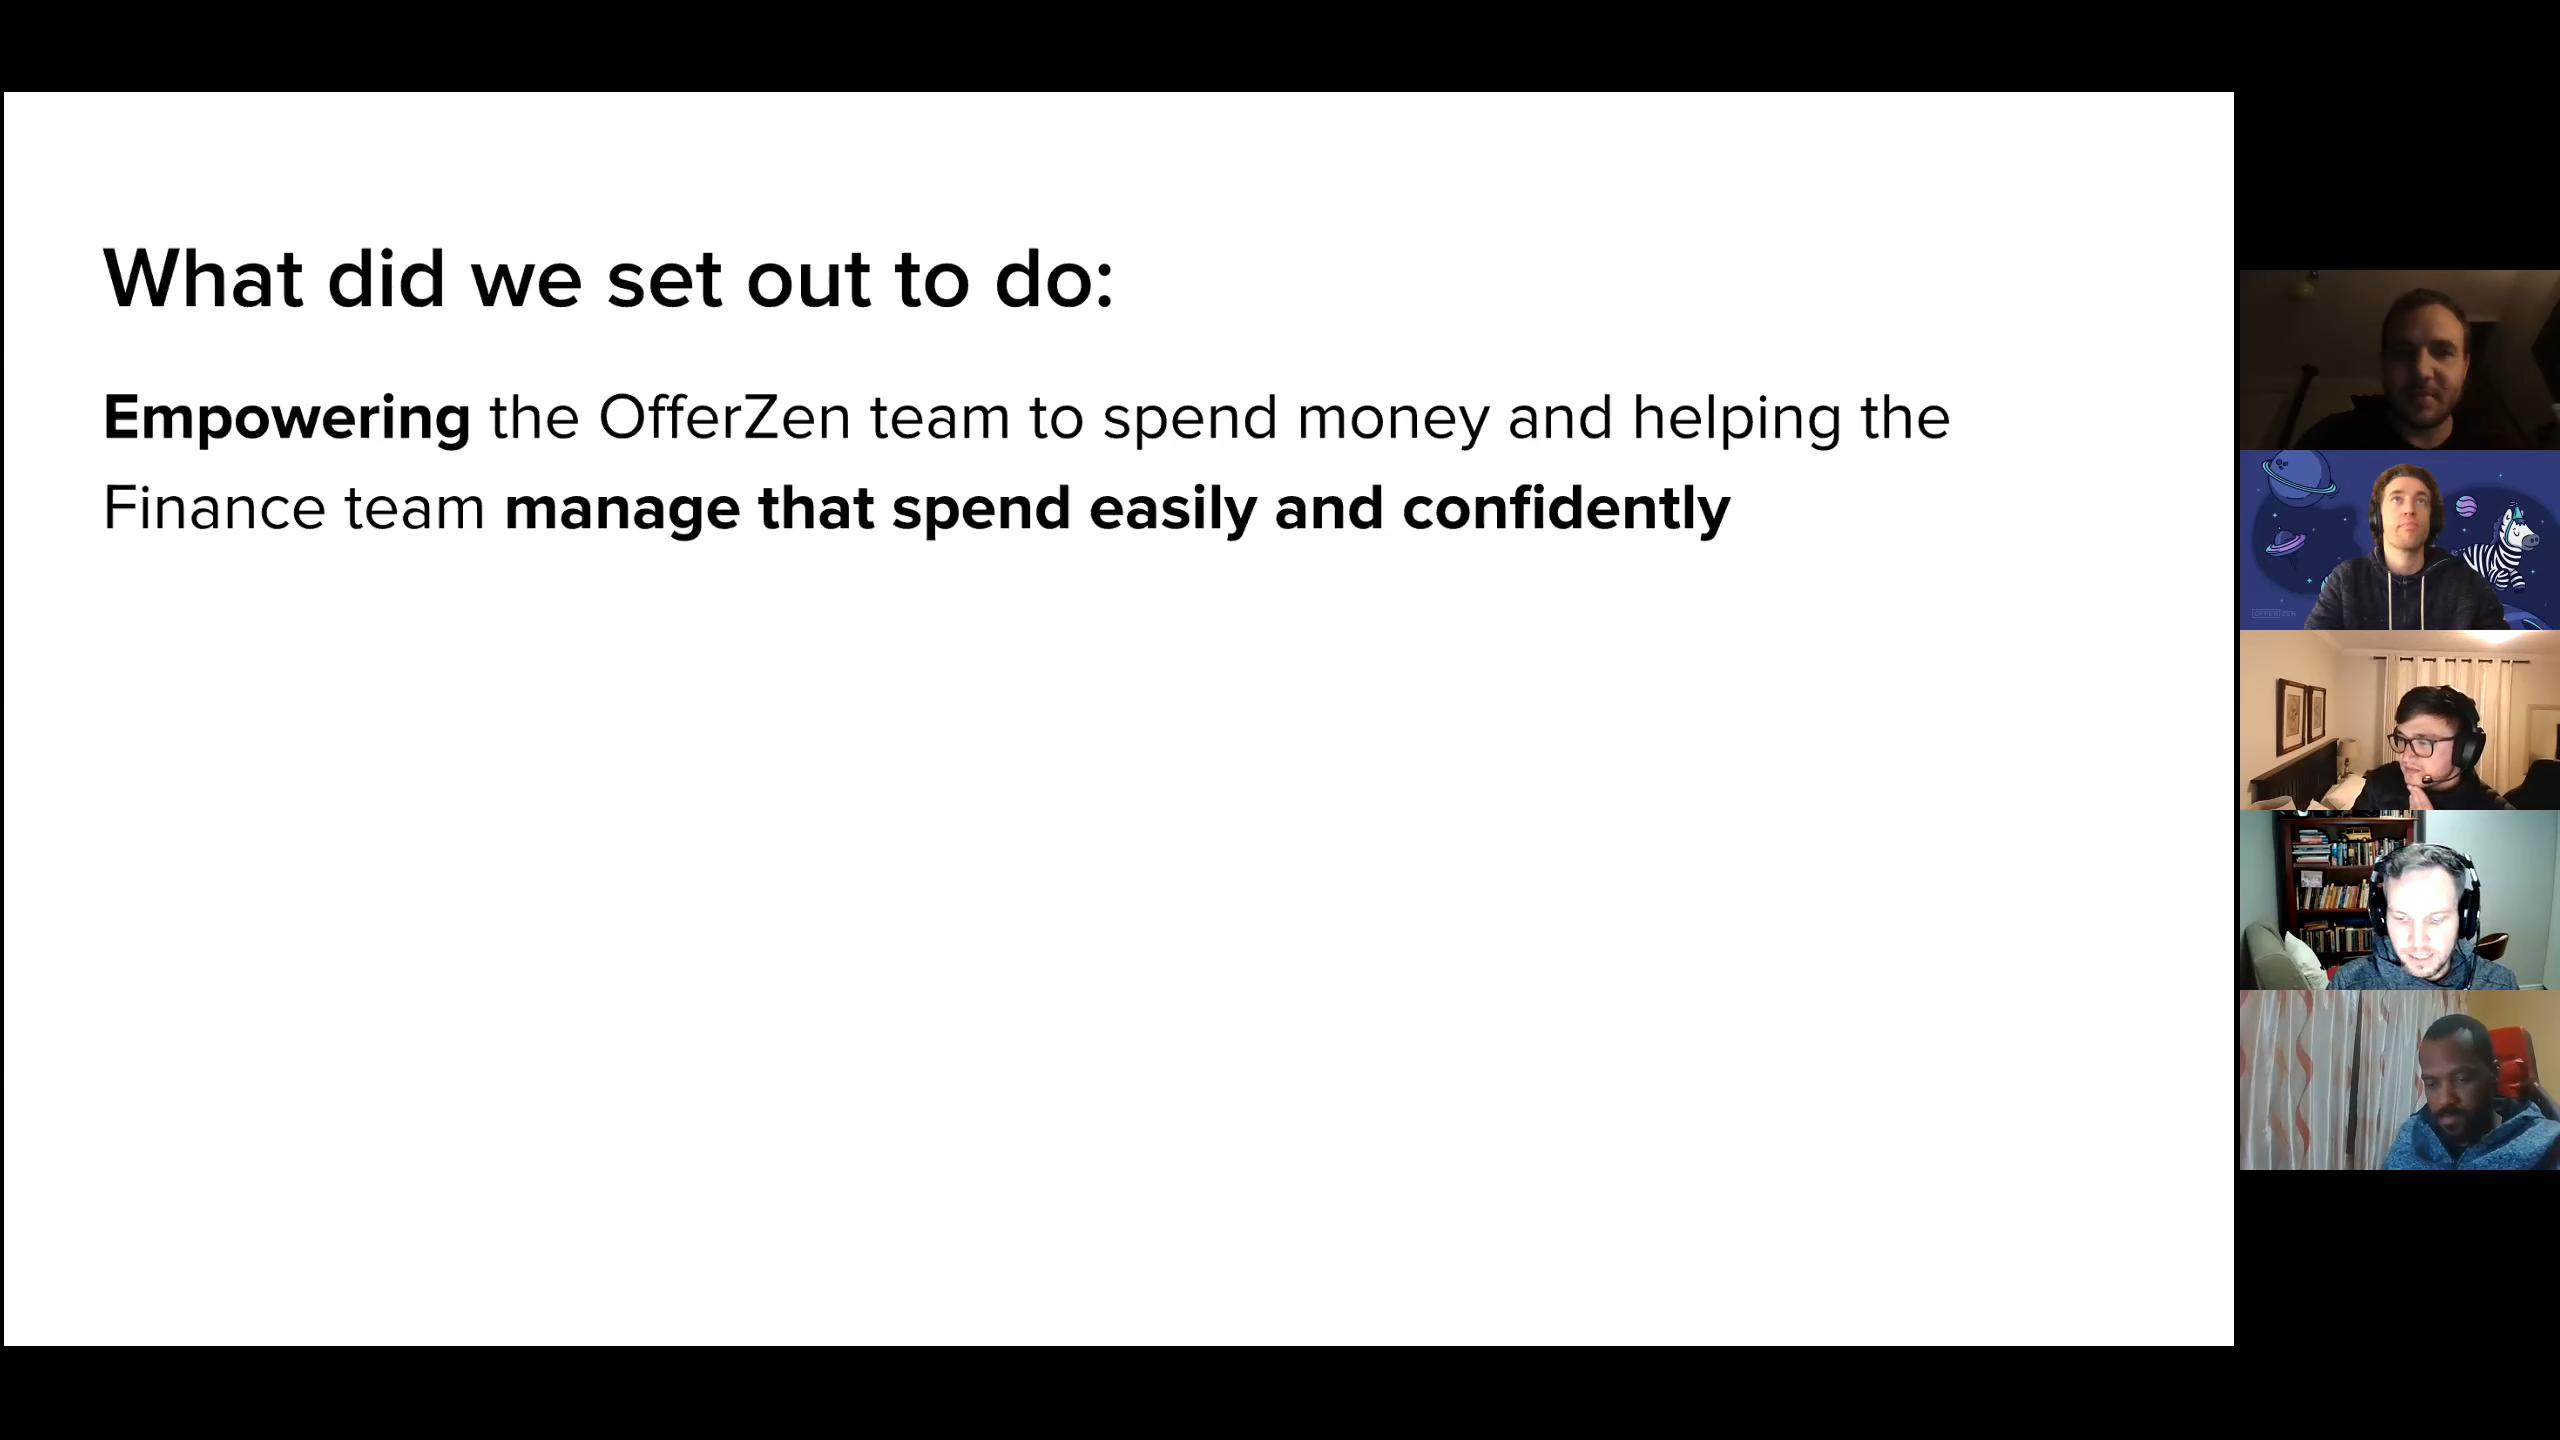 What did we set out to do:
Empowering the OfferZen team to spend money and helping the
Finance team manage that spend easily and confidently
OFFERZEN